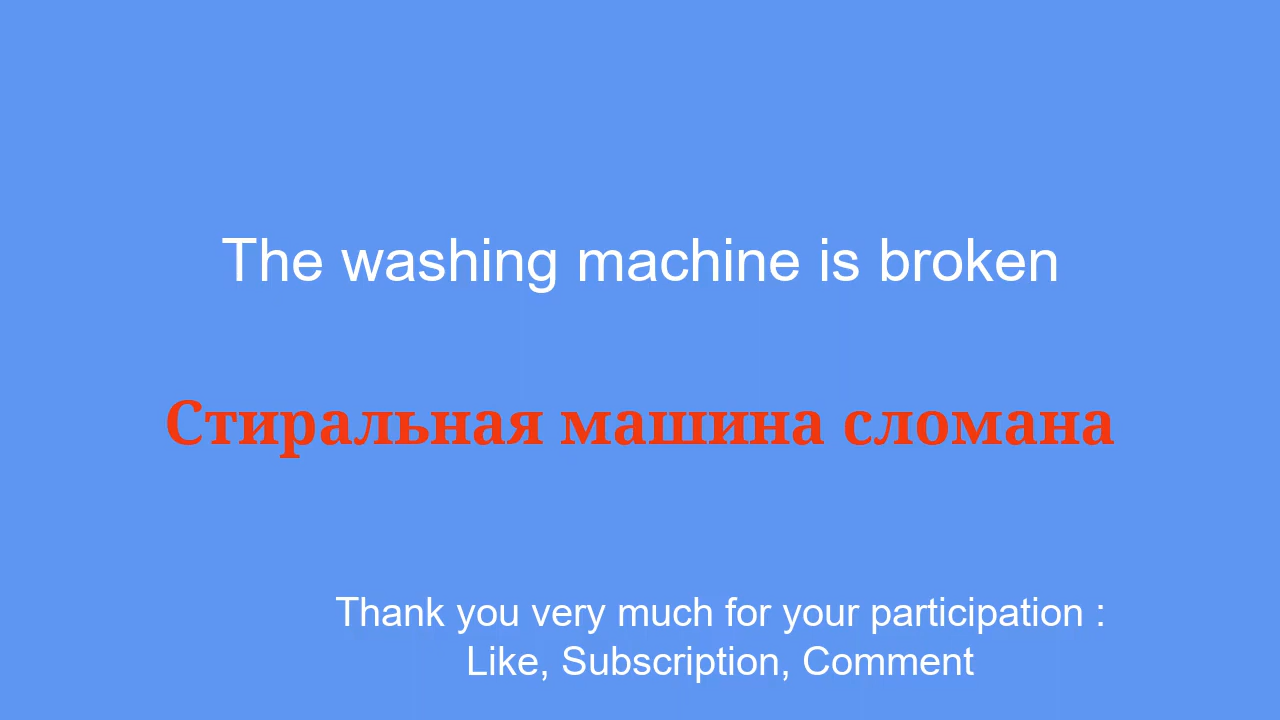 The washing machine is broken
Стиральная машина сломана
Thank you very much for your participation :
Like, Subscription, Comment